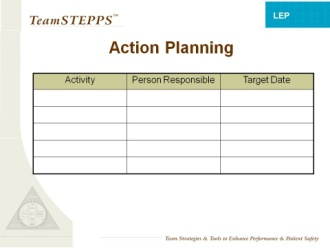 TeamSTEPPS™
LEP
Action Planning
Activity Person Responsible Target Date
Team Strategies & Tools to Enhance Performance & Patient Safety